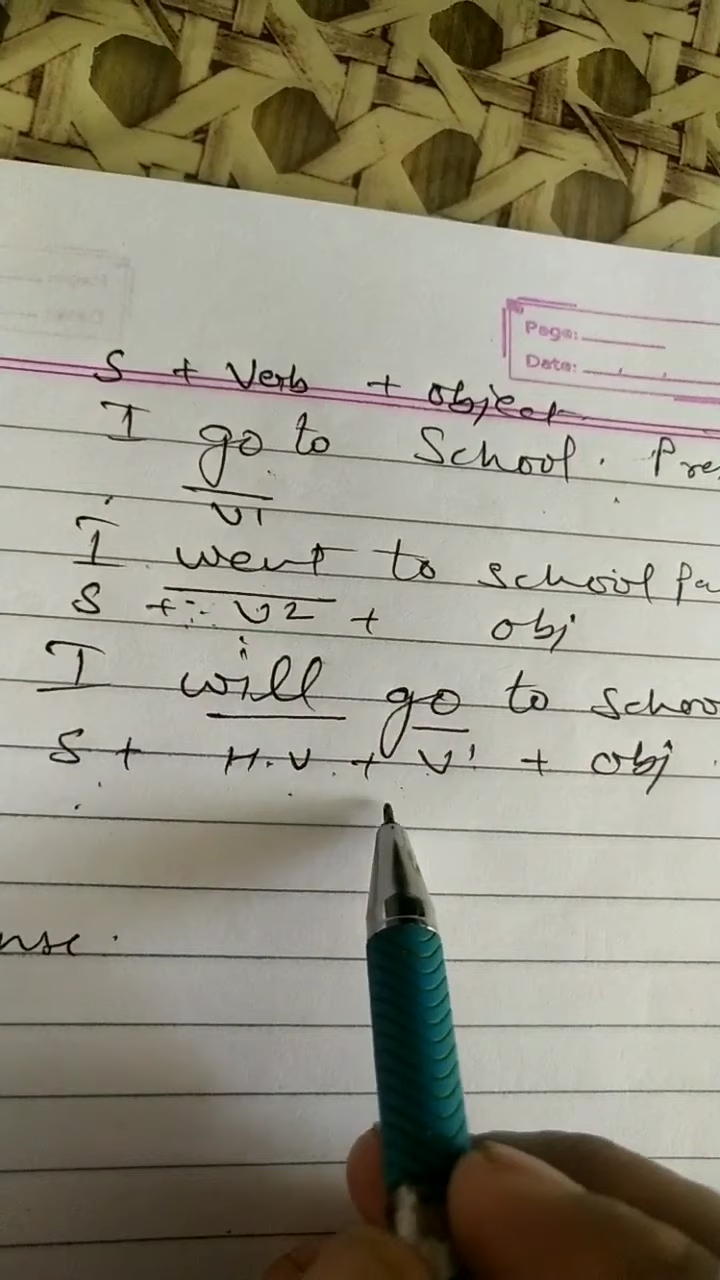 Page:
Date:
S + Verb + object
I go to School. Pre
V1
I went to school Pa
S + V2 + obj
I will go to schoo
S + H.V + V1 + obj.
nse.